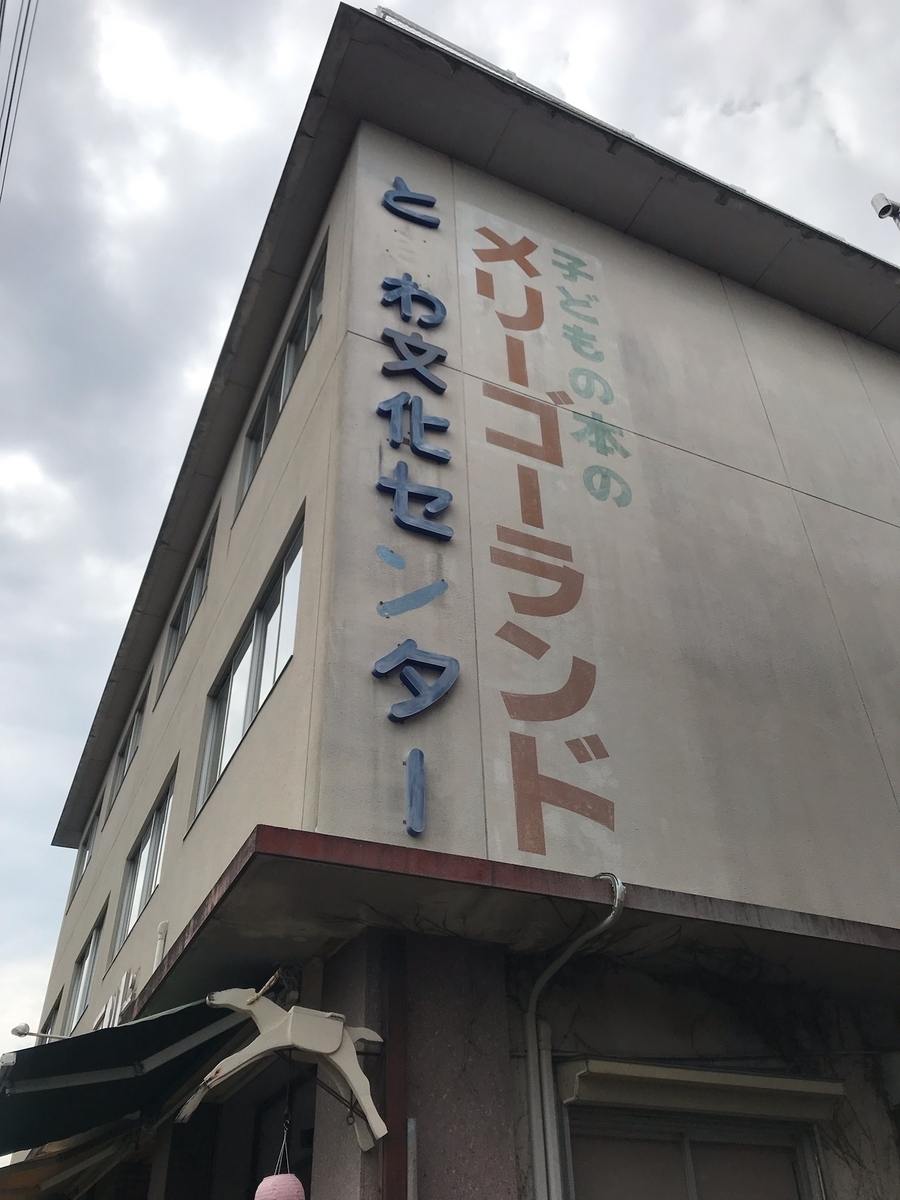 子どもの本の
メリーゴーランド
と わ文化センター